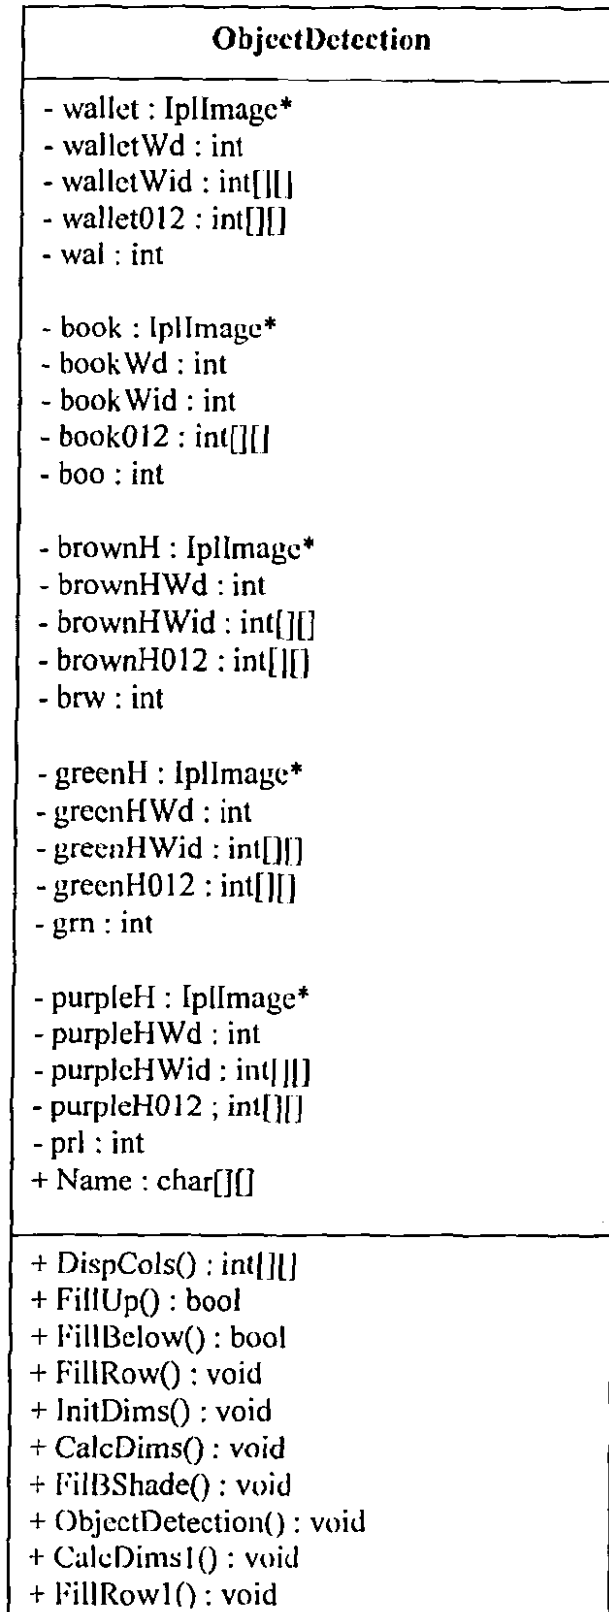 ObjectDetection
- wallet : IplImage*
- walletWd : int
- walletWid : int[][]
- wallet012 : int[][]
- wal : int
- book : IplImage*
- bookWd : int
- bookWid : int
- book012 : int[][]
- boo : int
- brownH : IplImage*
- brownHWd : int
- brownHWid : int[][]
- brownH012 : int[][]
- brw : int
- greenH : IplImage*
- greenHWd : int
- greenHWid : int[][]
- greenH012 : int[][]
- grn : int
- purpleH : IplImage*
- purpleHWd : int
- purpleHWid : int[][]
- purpleH012 ; int[][]
- prl : int
+ Name : char[][]
+ DispCols() : int[][]
+ FillUp() : bool
+ FillBelow() : bool
+ FillRow() : void
+ InitDims() : void
+ CalcDims() : void
+ FilBShade() : void
+ ObjectDetection() : void
+ CalcDims1() : void
+ FillRow1() : void